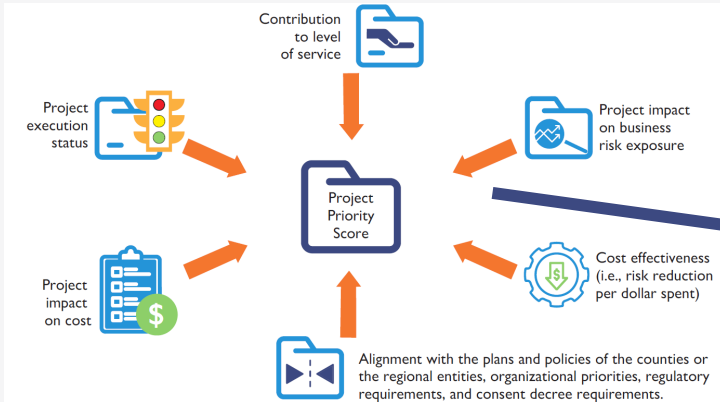 Contribution
to level
of service
Project
execution
status
Project impact
on business
risk exposure
Project
Priority
Score
Project
impact
on cost
$
$
Cost effectiveness
(i.e., risk reduction
per dollar spent)
Alignment with the plans and policies of the counties or
the regional entities, organizational priorities, regulatory
requirements, and consent decree requirements.